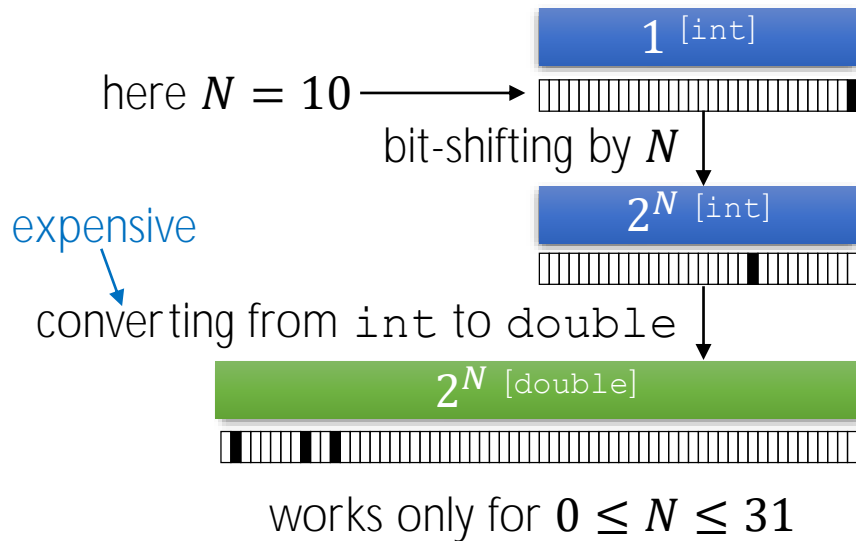 1 [int]
here N = 10
bit-shifting by N
2^N [int]
expensive
converting from int to double
2^N [double]
works only for 0 ≤ N ≤ 31